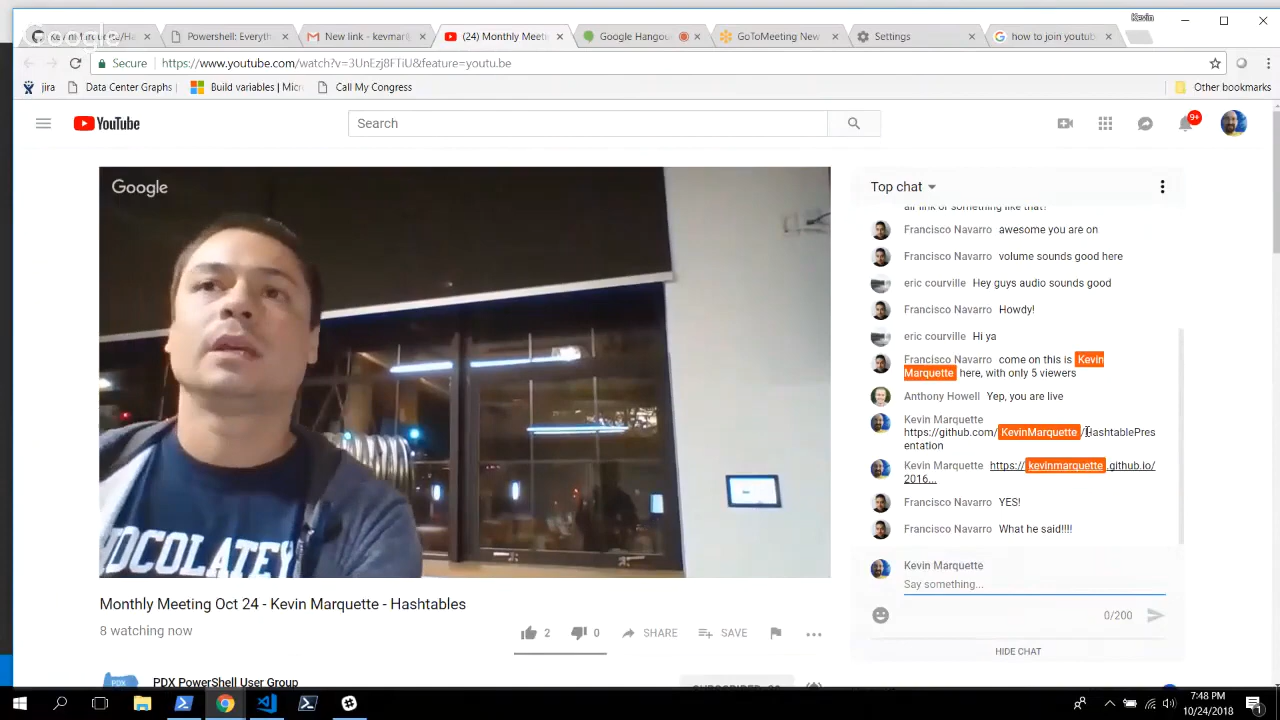 Kevin
Google
Powershell: Everythi
New link - kevmarq
(24) Monthly Meeti
Google Hangou
GoToMeeting New
Settings
how to join youtub
Secure
https://www.youtube.com/watch?v=3UnEzj8FTiU&feature=youtu.be
jira
Data Center Graphs
Build variables | Micr
Call My Congress
Other bookmarks
YouTube
Search
9+
Google
Top chat
Francisco Navarro awesome you are on
Francisco Navarro volume sounds good here
eric courville Hey guys audio sounds good
Francisco Navarro Howdy!
eric courville Hi ya
Francisco Navarro come on this is Kevin
Marquette here, with only 5 viewers
Anthony Howell Yep, you are live
Kevin Marquette
https://github.com/KevinMarquette/HashtablePres
entation
Kevin Marquette https://kevinmarquette.github.io/
2016...
Francisco Navarro YES!
Francisco Navarro What he said!!!!
Kevin Marquette
Say something...
0/200
HIDE CHAT
HOCOLATEY
Monthly Meeting Oct 24 - Kevin Marquette - Hashtables
8 watching now
2
0
SHARE
SAVE
PDX
PDX PowerShell User Group
7:48 PM
10/24/2018
1